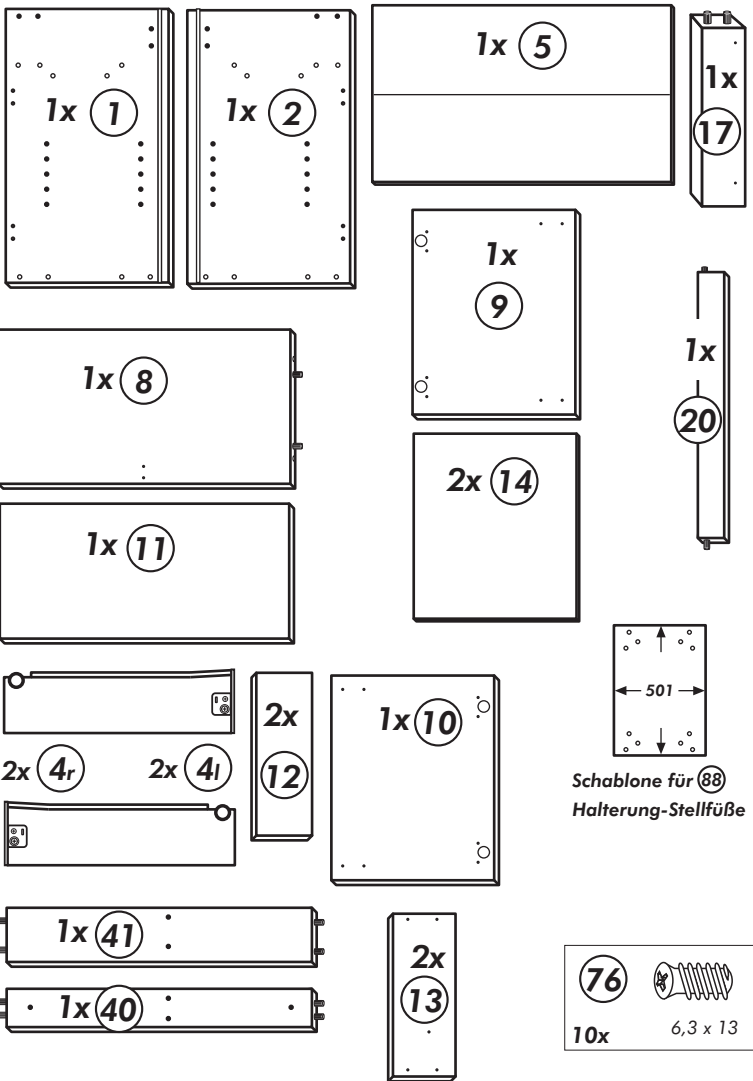 1x 1
1x 2
1x 5
1x
17
1x
9
1x
20
1x 8
2x 14
1x 11
501
Schablone für 88
Halterung-Stellfüße
2x 4r
2x 4l
2x
12
1x 10
1x 41
1x 40
2x
13
76
10x
6,3 x 13